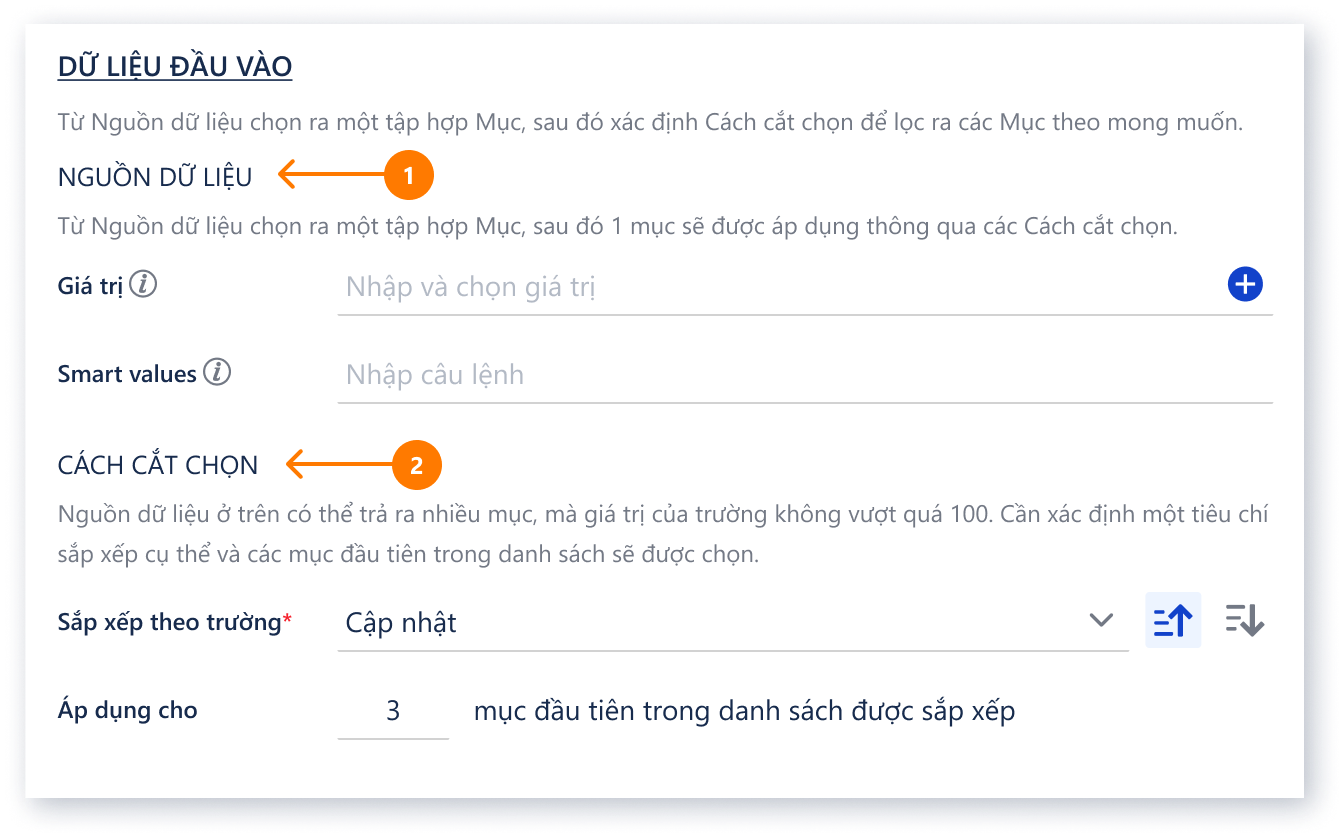 DỮ LIỆU ĐẦU VÀO
Từ Nguồn dữ liệu chọn ra một tập hợp Mục, sau đó xác định Cách cắt chọn để lọc ra các Mục theo mong muốn.
NGUỒN DỮ LIỆU 1
Từ Nguồn dữ liệu chọn ra một tập hợp Mục, sau đó 1 mục sẽ được áp dụng thông qua các Cách cắt chọn.
Giá trị i Nhập và chọn giá trị
Smart values i Nhập câu lệnh
CÁCH CẮT CHỌN 2
Nguồn dữ liệu ở trên có thể trả ra nhiều mục, mà giá trị của trường không vượt quá 100. Cần xác định một tiêu chí
sắp xếp cụ thể và các mục đầu tiên trong danh sách sẽ được chọn.
Sắp xếp theo trường* Cập nhật
Áp dụng cho 3 mục đầu tiên trong danh sách được sắp xếp